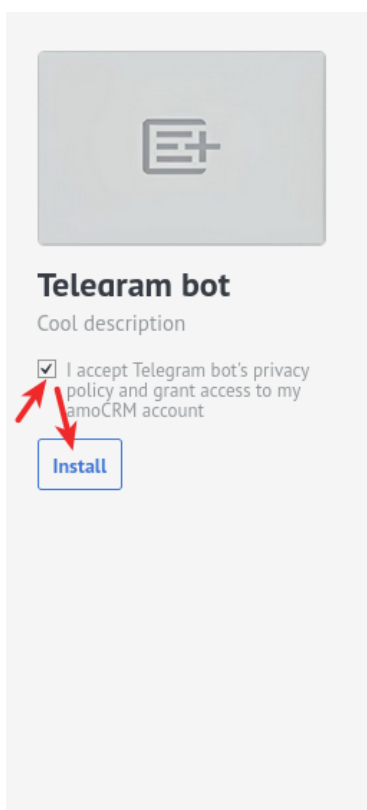 Telegram bot
Cool description
I accept Telegram bot's privacy
policy and grant access to my
amoCRM account
Install